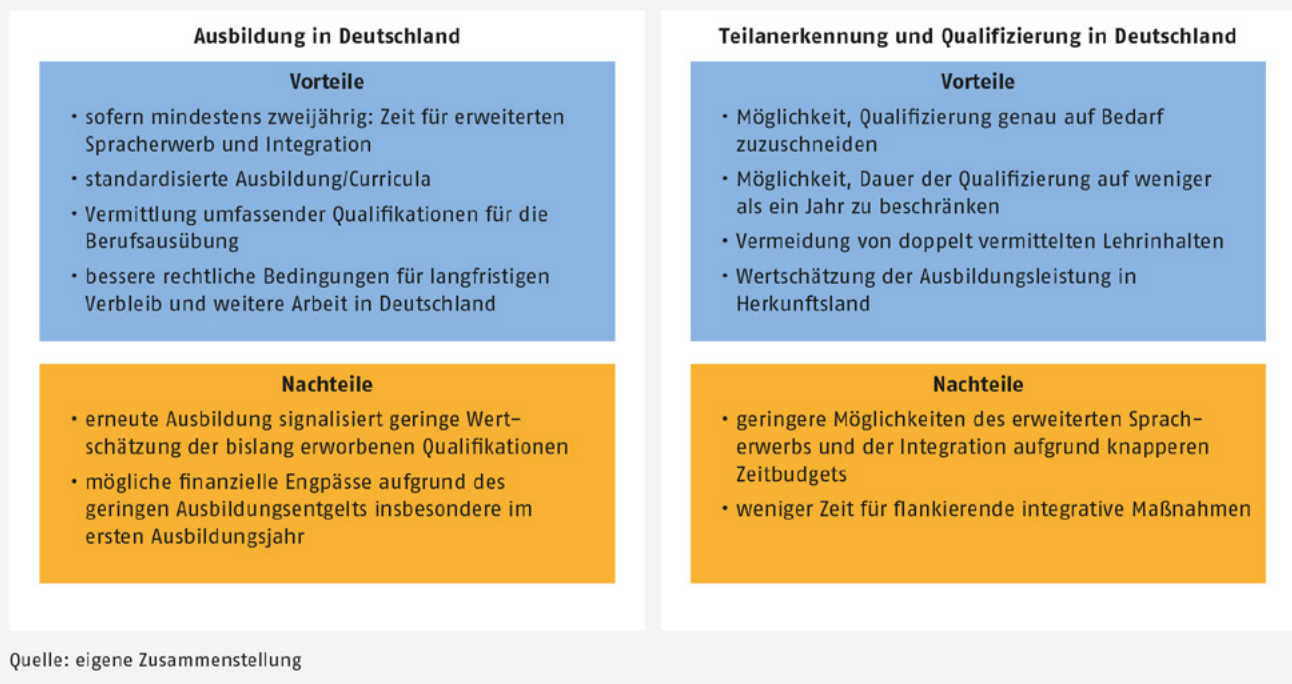 Ausbildung in Deutschland
Vorteile
• sofern mindestens zweijährig: Zeit für erweiterten
Spracherwerb und Integration
• standardisierte Ausbildung/Curricula
• Vermittlung umfassender Qualifikationen für die
Berufsausübung
• bessere rechtliche Bedingungen für langfristigen
Verbleib und weitere Arbeit in Deutschland
Nachteile
• erneute Ausbildung signalisiert geringe Wert-
schätzung der bislang erworbenen Qualifikationen
• mögliche finanzielle Engpässe aufgrund des
geringen Ausbildungsentgelts insbesondere im
ersten Ausbildungsjahr
Teilanerkennung und Qualifizierung in Deutschland
Vorteile
• Möglichkeit, Qualifizierung genau auf Bedarf
zuzuschneiden
• Möglichkeit, Dauer der Qualifizierung auf weniger
als ein Jahr zu beschränken
• Vermeidung von doppelt vermittelten Lehrinhalten
• Wertschätzung der Ausbildungsleistung in
Herkunftsland
Nachteile
• geringere Möglichkeiten des erweiterten Sprach-
erwerbs und der Integration aufgrund knapperen
Zeitbudgets
• weniger Zeit für flankierende integrative Maßnahmen
Quelle: eigene Zusammenstellung